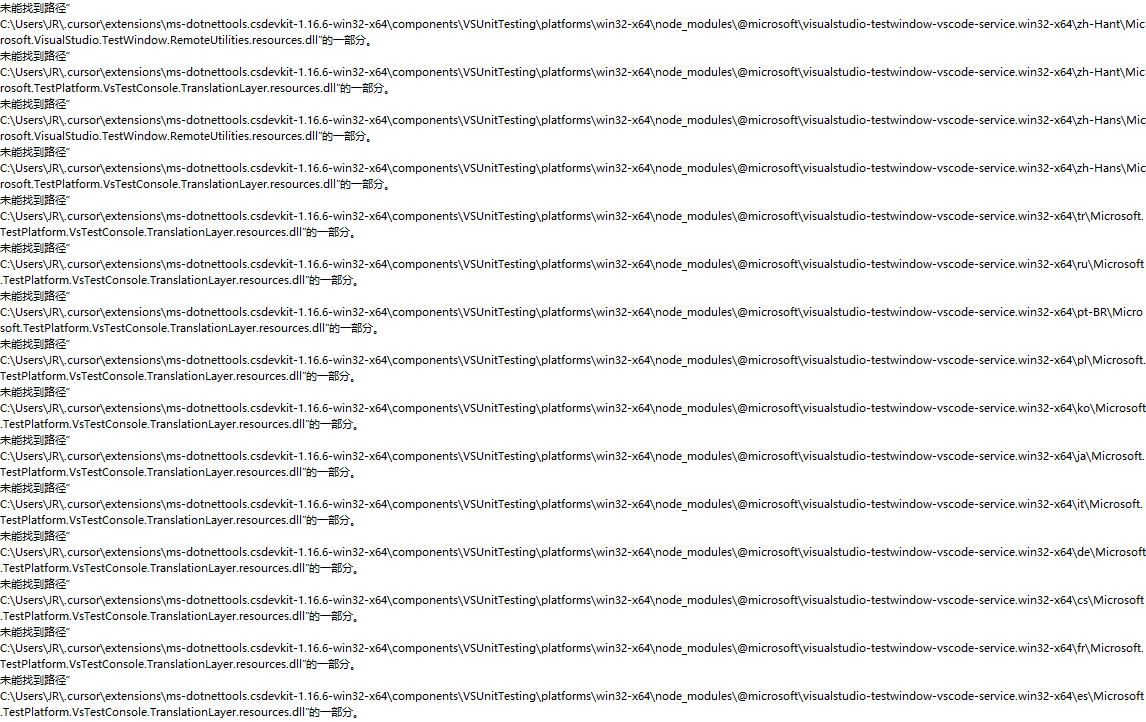 未能找到路径"
C:\Users\JR\.cursor\extensions\ms-dotnettools.csdevkit-1.16.6-win32-x64\components\VSUnitTesting\platforms\win32-x64\node_modules\@microsoft\visualstudio-testwindow-vscode-service.win32-x64\zh-Hant\Mic
rosoft.VisualStudio.TestWindow.RemoteUtilities.resources.dll"的一部分。
未能找到路径"
C:\Users\JR\.cursor\extensions\ms-dotnettools.csdevkit-1.16.6-win32-x64\components\VSUnitTesting\platforms\win32-x64\node_modules\@microsoft\visualstudio-testwindow-vscode-service.win32-x64\zh-Hant\Mic
rosoft.TestPlatform.VsTestConsole.TranslationLayer.resources.dll"的一部分。
未能找到路径"
C:\Users\JR\.cursor\extensions\ms-dotnettools.csdevkit-1.16.6-win32-x64\components\VSUnitTesting\platforms\win32-x64\node_modules\@microsoft\visualstudio-testwindow-vscode-service.win32-x64\zh-Hans\Mic
rosoft.VisualStudio.TestWindow.RemoteUtilities.resources.dll"的一部分。
未能找到路径"
C:\Users\JR\.cursor\extensions\ms-dotnettools.csdevkit-1.16.6-win32-x64\components\VSUnitTesting\platforms\win32-x64\node_modules\@microsoft\visualstudio-testwindow-vscode-service.win32-x64\zh-Hans\Mic
rosoft.TestPlatform.VsTestConsole.TranslationLayer.resources.dll"的一部分。
未能找到路径"
C:\Users\JR\.cursor\extensions\ms-dotnettools.csdevkit-1.16.6-win32-x64\components\VSUnitTesting\platforms\win32-x64\node_modules\@microsoft\visualstudio-testwindow-vscode-service.win32-x64\tr\Microsoft.
TestPlatform.VsTestConsole.TranslationLayer.resources.dll"的一部分。
未能找到路径"
C:\Users\JR\.cursor\extensions\ms-dotnettools.csdevkit-1.16.6-win32-x64\components\VSUnitTesting\platforms\win32-x64\node_modules\@microsoft\visualstudio-testwindow-vscode-service.win32-x64\ru\Microsoft
.TestPlatform.VsTestConsole.TranslationLayer.resources.dll"的一部分。
未能找到路径"
C:\Users\JR\.cursor\extensions\ms-dotnettools.csdevkit-1.16.6-win32-x64\components\VSUnitTesting\platforms\win32-x64\node_modules\@microsoft\visualstudio-testwindow-vscode-service.win32-x64\pt-BR\Micro
soft.TestPlatform.VsTestConsole.TranslationLayer.resources.dll"的一部分。
未能找到路径"
C:\Users\JR\.cursor\extensions\ms-dotnettools.csdevkit-1.16.6-win32-x64\components\VSUnitTesting\platforms\win32-x64\node_modules\@microsoft\visualstudio-testwindow-vscode-service.win32-x64\pl\Microsoft.
TestPlatform.VsTestConsole.TranslationLayer.resources.dll"的一部分。
未能找到路径"
C:\Users\JR\.cursor\extensions\ms-dotnettools.csdevkit-1.16.6-win32-x64\components\VSUnitTesting\platforms\win32-x64\node_modules\@microsoft\visualstudio-testwindow-vscode-service.win32-x64\ko\Microsoft
.TestPlatform.VsTestConsole.TranslationLayer.resources.dll"的一部分。
未能找到路径"
C:\Users\JR\.cursor\extensions\ms-dotnettools.csdevkit-1.16.6-win32-x64\components\VSUnitTesting\platforms\win32-x64\node_modules\@microsoft\visualstudio-testwindow-vscode-service.win32-x64\ja\Microsoft.
TestPlatform.VsTestConsole.TranslationLayer.resources.dll"的一部分。
未能找到路径"
C:\Users\JR\.cursor\extensions\ms-dotnettools.csdevkit-1.16.6-win32-x64\components\VSUnitTesting\platforms\win32-x64\node_modules\@microsoft\visualstudio-testwindow-vscode-service.win32-x64\it\Microsoft.
TestPlatform.VsTestConsole.TranslationLayer.resources.dll"的一部分。
未能找到路径"
C:\Users\JR\.cursor\extensions\ms-dotnettools.csdevkit-1.16.6-win32-x64\components\VSUnitTesting\platforms\win32-x64\node_modules\@microsoft\visualstudio-testwindow-vscode-service.win32-x64\de\Microsoft
.TestPlatform.VsTestConsole.TranslationLayer.resources.dll"的一部分。
未能找到路径"
C:\Users\JR\.cursor\extensions\ms-dotnettools.csdevkit-1.16.6-win32-x64\components\VSUnitTesting\platforms\win32-x64\node_modules\@microsoft\visualstudio-testwindow-vscode-service.win32-x64\cs\Microsoft
.TestPlatform.VsTestConsole.TranslationLayer.resources.dll"的一部分。
未能找到路径"
C:\Users\JR\.cursor\extensions\ms-dotnettools.csdevkit-1.16.6-win32-x64\components\VSUnitTesting\platforms\win32-x64\node_modules\@microsoft\visualstudio-testwindow-vscode-service.win32-x64\fr\Microsoft.
TestPlatform.VsTestConsole.TranslationLayer.resources.dll"的一部分。
未能找到路径"
C:\Users\JR\.cursor\extensions\ms-dotnettools.csdevkit-1.16.6-win32-x64\components\VSUnitTesting\platforms\win32-x64\node_modules\@microsoft\visualstudio-testwindow-vscode-service.win32-x64\es\Microsoft
.TestPlatform.VsTestConsole.TranslationLayer.resources.dll"的一部分。